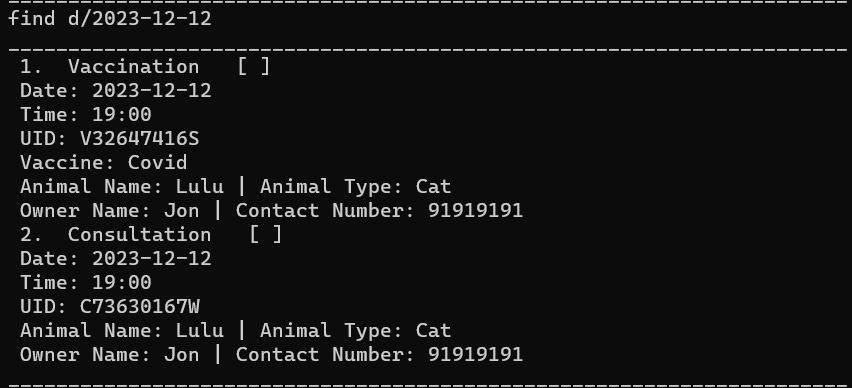 find d/2023-12-12
1.  Vaccination   [ ]
Date: 2023-12-12
Time: 19:00
UID: V32647416S
Vaccine: Covid
Animal Name: Lulu | Animal Type: Cat
Owner Name: Jon | Contact Number: 91919191
2.  Consultation   [ ]
Date: 2023-12-12
Time: 19:00
UID: C73630167W
Animal Name: Lulu | Animal Type: Cat
Owner Name: Jon | Contact Number: 91919191